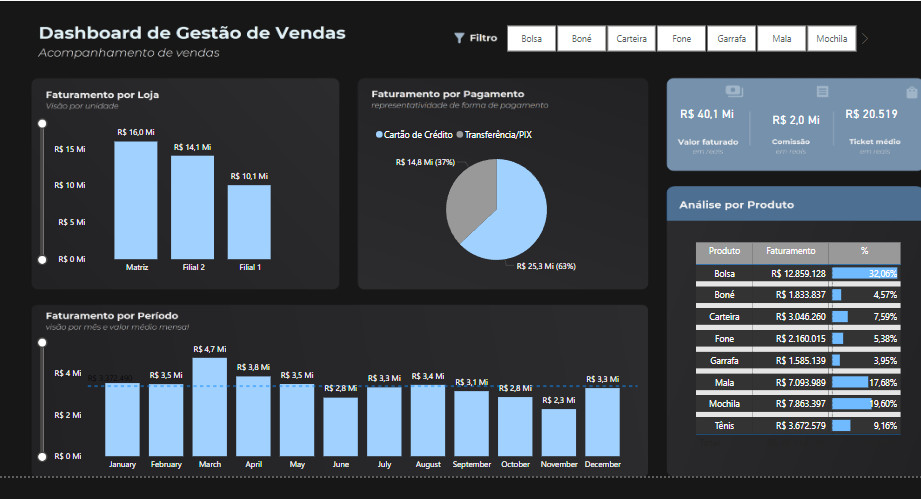 Dashboard de Gestão de Vendas
Acompanhamento de vendas
Filtro
Bolsa Boné Carteira Fone Garrafa Mala Mochila
Faturamento por Loja
Visão por unidade
R$ 15 Mi
R$ 10 Mi
R$ 5 Mi
R$ 0 Mi
R$ 16,0 Mi
R$ 14,1 Mi
R$ 10,1 Mi
Matriz Filial 2 Filial 1
Faturamento por Pagamento
representatividade de forma de pagamento
Cartão de Crédito Transferência/PIX
R$ 14,8 Mi (37%)
R$ 25,3 Mi (63%)
R$ 40,1 Mi
Valor faturado
em reais
R$ 2,0 Mi
Comissão
em reais
R$ 20.519
Ticket médio
em reais
Análise por Produto
Produto Faturamento %
Bolsa R$ 12.859.128 32,06%
Boné R$ 1.833.837 4,57%
Carteira R$ 3.046.260 7,59%
Fone R$ 2.160.015 5,38%
Garrafa R$ 1.585.139 3,95%
Mala R$ 7.093.989 17,68%
Mochila R$ 7.863.397 19,60%
Tênis R$ 3.672.579 9,16%
Faturamento por Período
visão por mês e valor médio mensal
R$ 4 Mi
R$ 2 Mi
R$ 0 Mi
R$ 3,5 Mi R$ 4,7 Mi R$ 3,8 Mi R$ 3,5 Mi R$ 2,8 Mi R$ 3,3 Mi R$ 3,4 Mi R$ 3,1 Mi R$ 2,8 Mi R$ 2,3 Mi R$ 3,3 Mi
January February March April May June July August September October November December